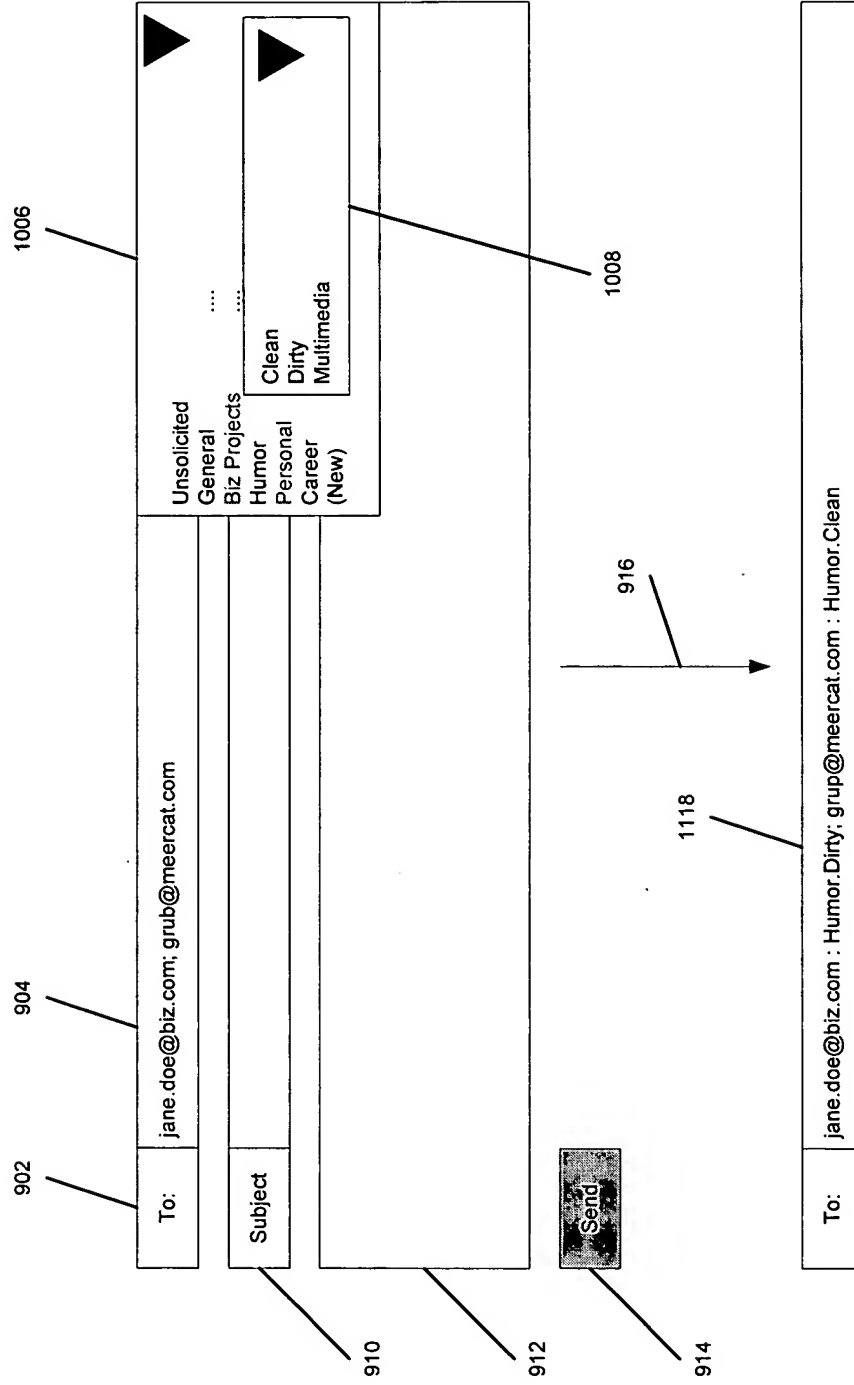 902
904
1006
To:
jane.doe@biz.com; grub@meercat.com
Unsolicited
General ....
Biz Projects ....
Humor
Personal
Career
(New)
Clean
Dirty
Multimedia
Subject
1008
910
912
Send
914
916
1118
To:
jane.doe@biz.com : Humor.Dirty; grup@meercat.com : Humor.Clean